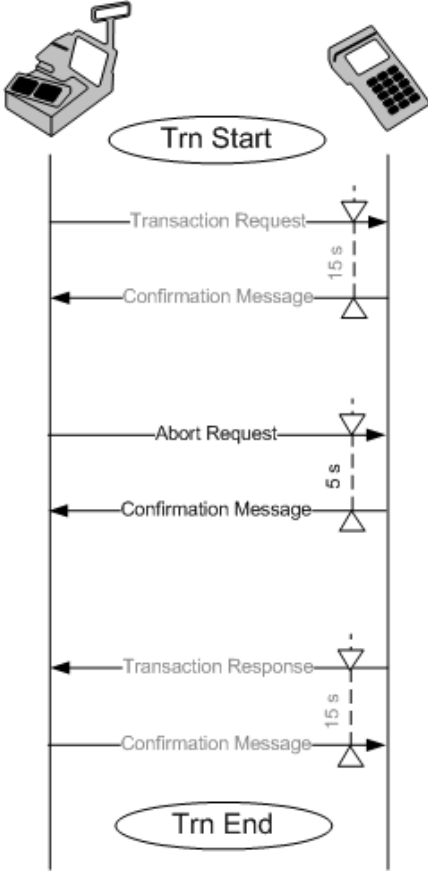 Trn Start
Transaction Request
15 s
Confirmation Message
Abort Request
5 s
Confirmation Message
Transaction Response
15 s
Confirmation Message
Trn End